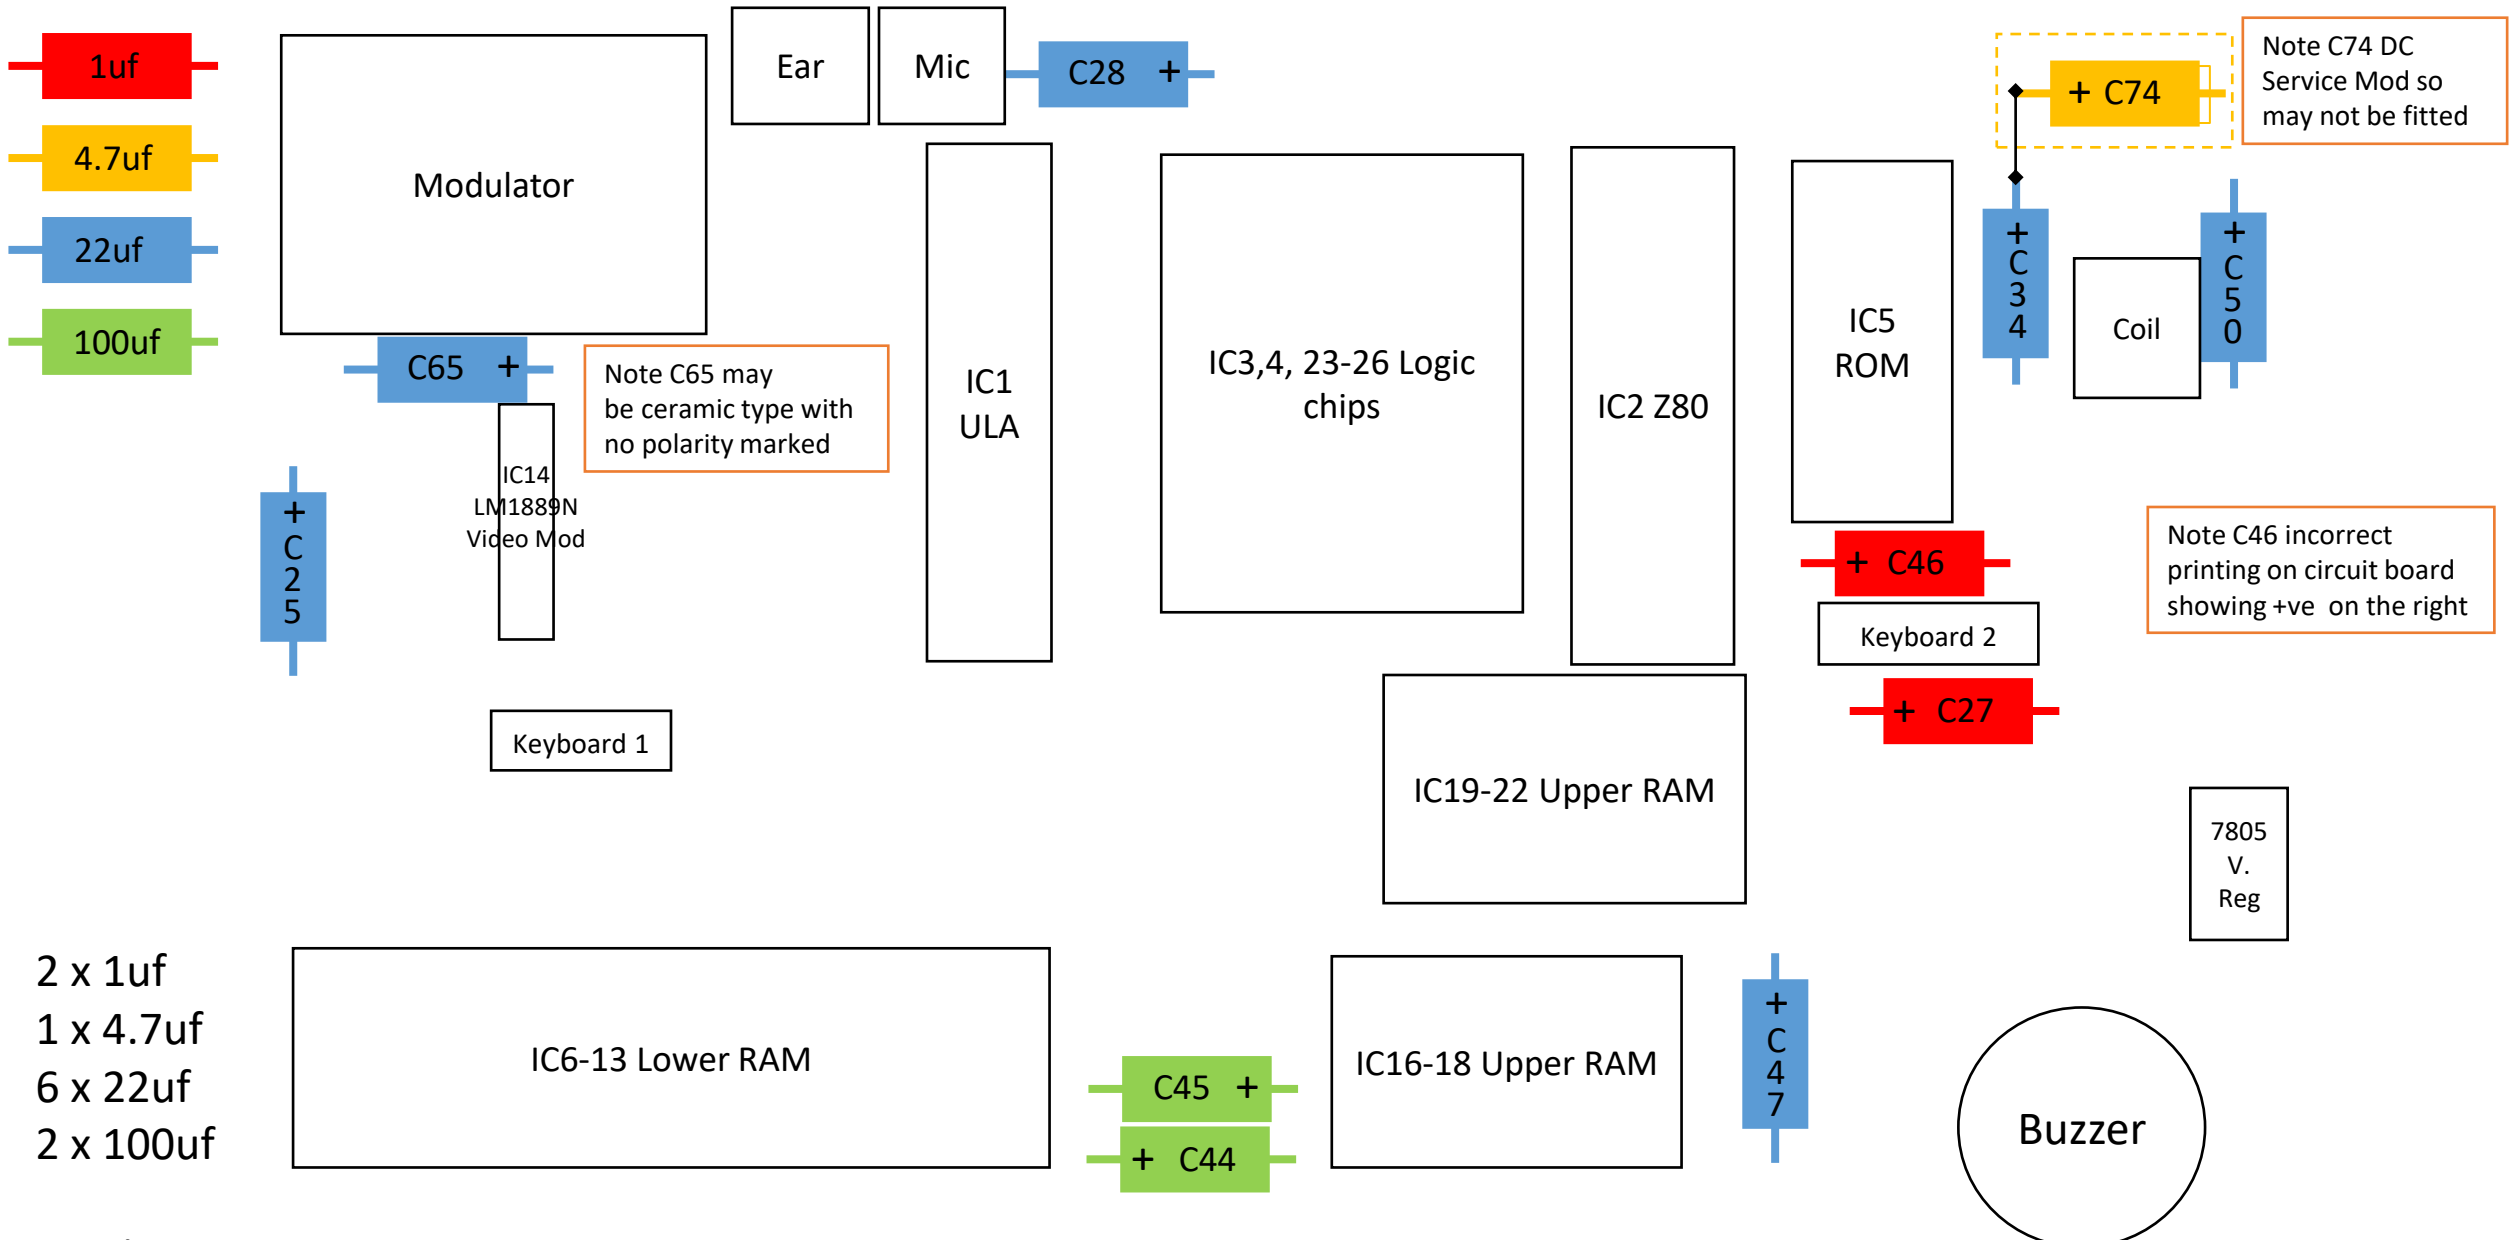 1uf
4.7uf
22uf
100uf
Modulator
Ear
Mic
C28 +
+ C74
Note C74 DC
Service Mod so
may not be fitted
C65 +
Note C65 may
be ceramic type with
no polarity marked
IC14
LM1889N
Video Mod
+
C
2
5
Keyboard 1
IC1
ULA
IC3,4, 23-26 Logic
chips
IC2 Z80
IC5
ROM
+
C
3
4
Coil
+
C
5
0
+ C46
Note C46 incorrect
printing on circuit board
showing +ve on the right
Keyboard 2
+ C27
IC19-22 Upper RAM
7805
V.
Reg
2 x 1uf
1 x 4.7uf
6 x 22uf
2 x 100uf
IC6-13 Lower RAM
C45 +
+ C44
IC16-18 Upper RAM
+
C
4
7
Buzzer